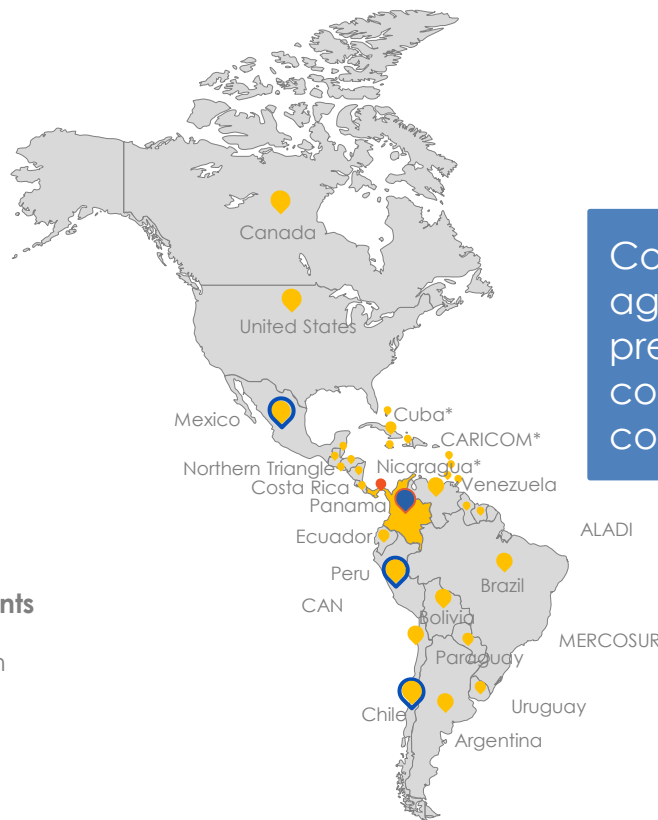 Canada
United States
Mexico
Cuba*
CARICOM*
Northern Triangle*
Nicaragua*
Costa Rica
Venezuela
Panama
Ecuador
ALADI
Peru
Brazil
CAN
Bolivia
MERCOSUR
Paraguay
Chile
Uruguay
Argentina